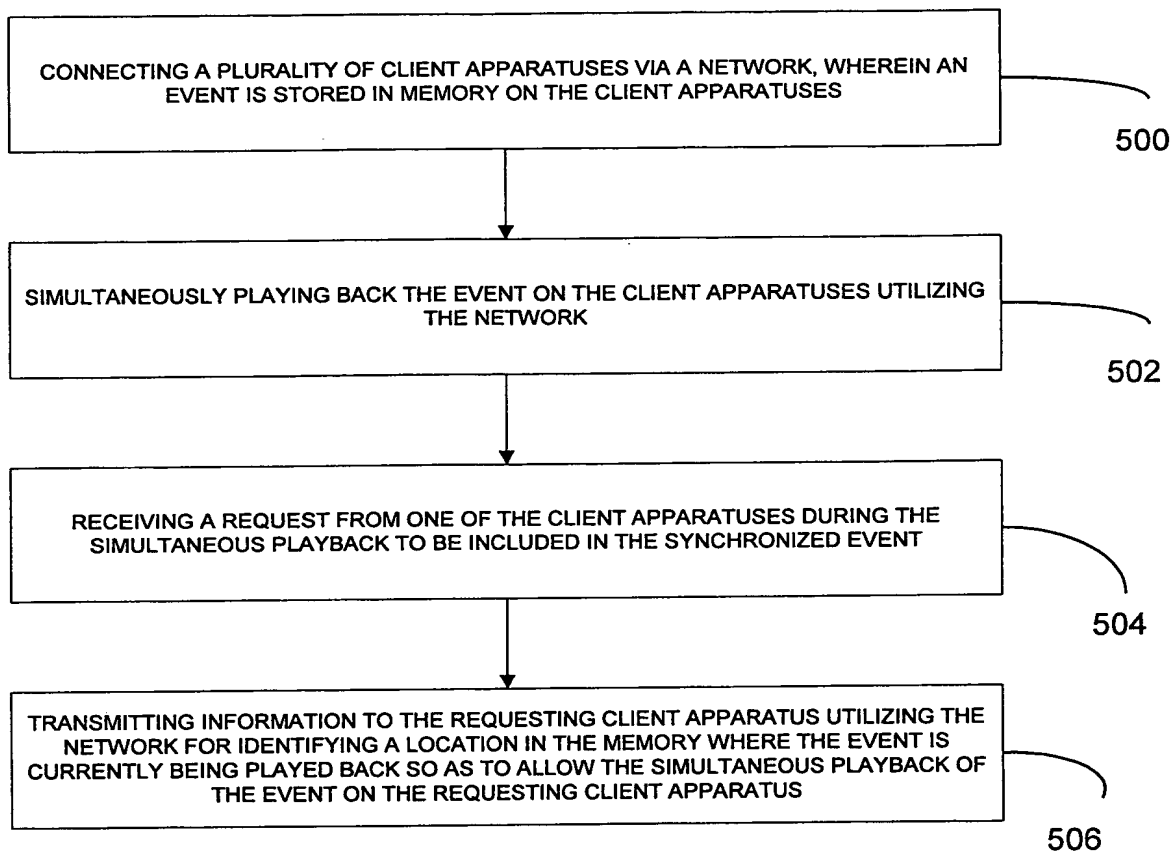 CONNECTING A PLURALITY OF CLIENT APPARATUSES VIA A NETWORK, WHEREIN AN
EVENT IS STORED IN MEMORY ON THE CLIENT APPARATUSES
500
SIMULTANEOUSLY PLAYING BACK THE EVENT ON THE CLIENT APPARATUSES UTILIZING
THE NETWORK
502
RECEIVING A REQUEST FROM ONE OF THE CLIENT APPARATUSES DURING THE
SIMULTANEOUS PLAYBACK TO BE INCLUDED IN THE SYNCHRONIZED EVENT
504
TRANSMITTING INFORMATION TO THE REQUESTING CLIENT APPARATUS UTILIZING THE
NETWORK FOR IDENTIFYING A LOCATION IN THE MEMORY WHERE THE EVENT IS
CURRENTLY BEING PLAYED BACK SO AS TO ALLOW THE SIMULTANEOUS PLAYBACK OF
THE EVENT ON THE REQUESTING CLIENT APPARATUS
506